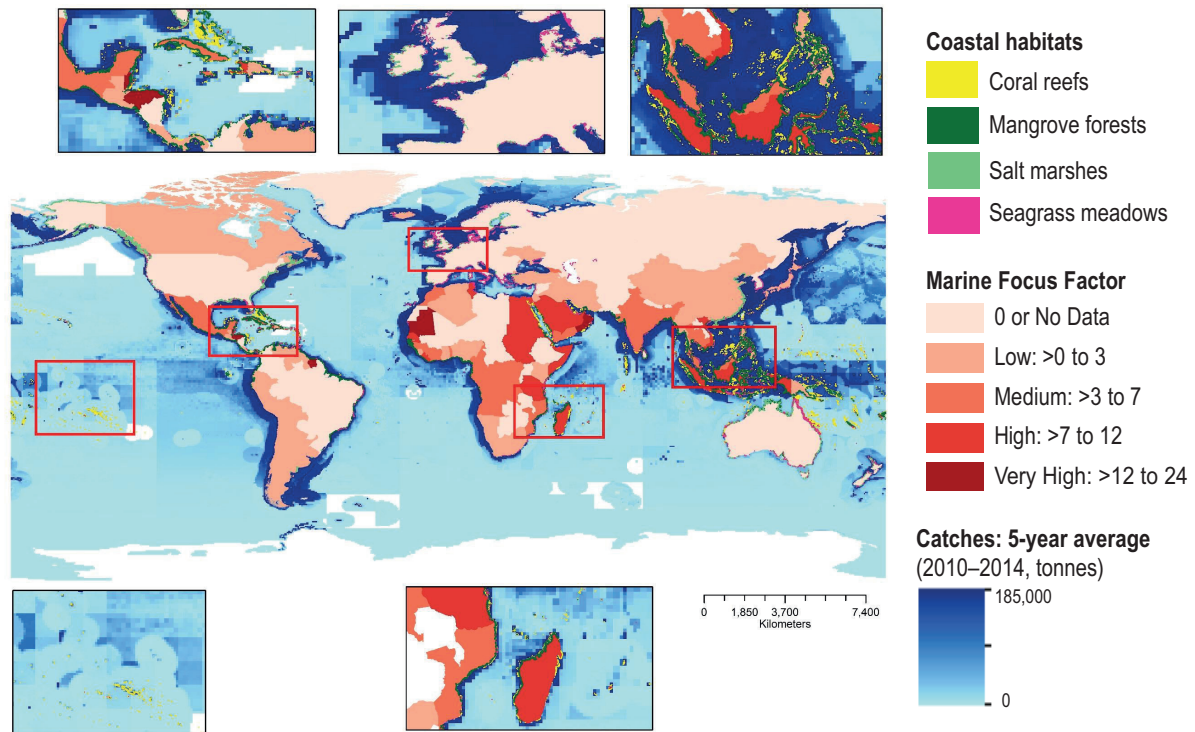 Coastal habitats
Coral reefs
Mangrove forests
Salt marshes
Seagrass meadows
Marine Focus Factor
0 or No Data
Low: >0 to 3
Medium: >3 to 7
High: >7 to 12
Very High: >12 to 24
Catches: 5-year average
(2010–2014, tonnes)
185,000
0
0 1,850 3,700 7,400
Kilometers